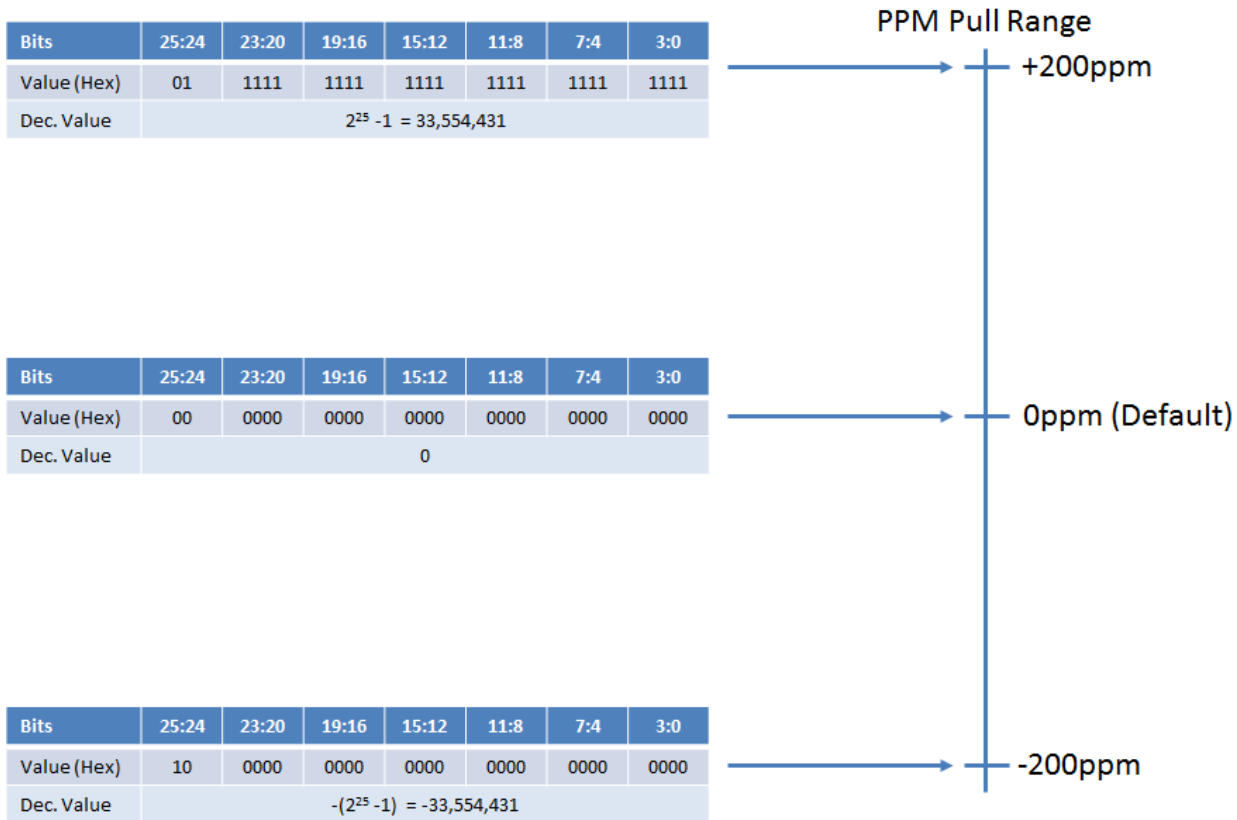 PPM Pull Range
Bits 25:24 23:20 19:16 15:12 11:8 7:4 3:0
Value (Hex) 01 1111 1111 1111 1111 1111 1111
Dec. Value 2²⁵ -1 = 33,554,431
+200ppm
Bits 25:24 23:20 19:16 15:12 11:8 7:4 3:0
Value (Hex) 00 0000 0000 0000 0000 0000 0000
Dec. Value 0
0ppm (Default)
Bits 25:24 23:20 19:16 15:12 11:8 7:4 3:0
Value (Hex) 10 0000 0000 0000 0000 0000 0000
Dec. Value -(2²⁵ -1) = -33,554,431
-200ppm